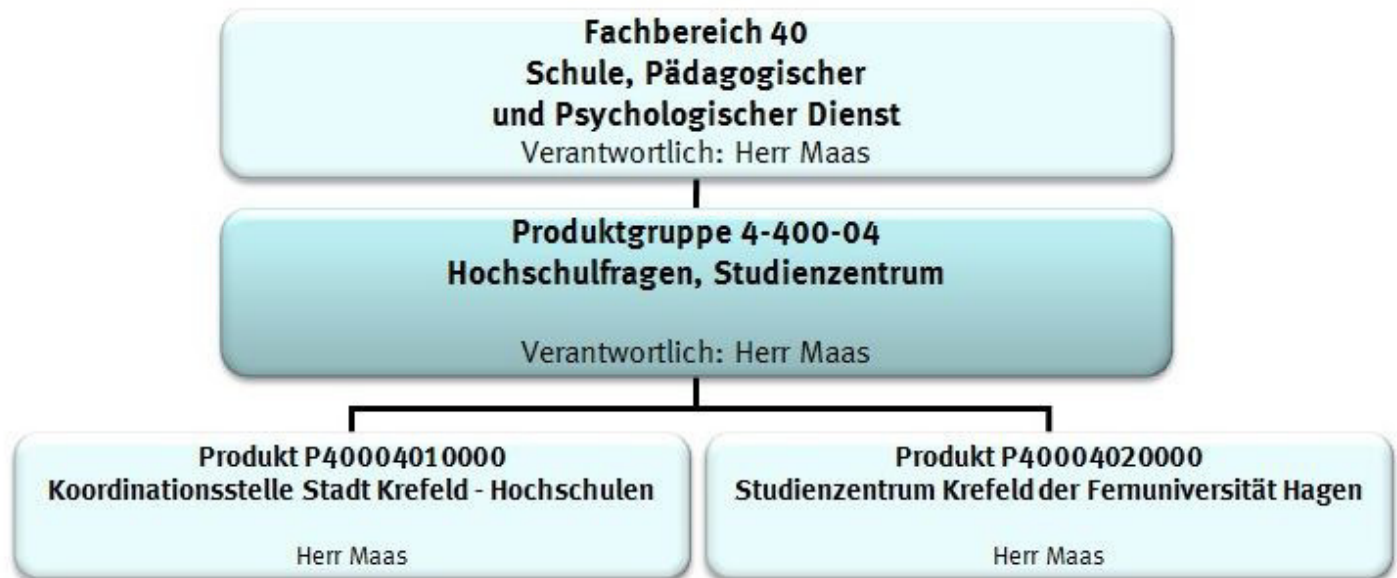 Fachbereich 40
Schule, Pädagogischer
und Psychologischer Dienst
Verantwortlich: Herr Maas
Produktgruppe 4-400-04
Hochschulfragen, Studienzentrum
Verantwortlich: Herr Maas
Produkt P40004010000
Koordinationsstelle Stadt Krefeld - Hochschulen
Herr Maas
Produkt P40004020000
Studienzentrum Krefeld der Fernuniversität Hagen
Herr Maas